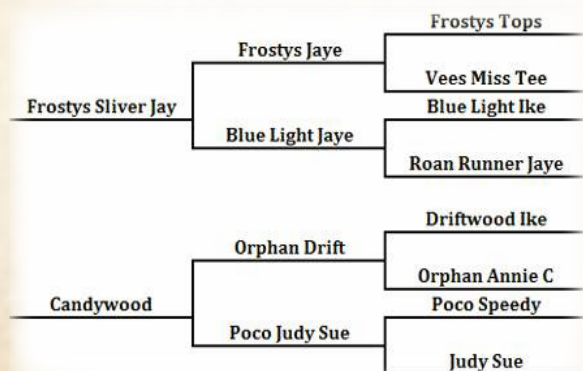 Frostys Tops
Frostys Jaye
Vees Miss Tee
Frostys Sliver Jay
Blue Light Ike
Blue Light Jaye
Roan Runner Jaye
Driftwood Ike
Orphan Drift
Orphan Annie C
Candywood
Poco Speedy
Poco Judy Sue
Judy Sue